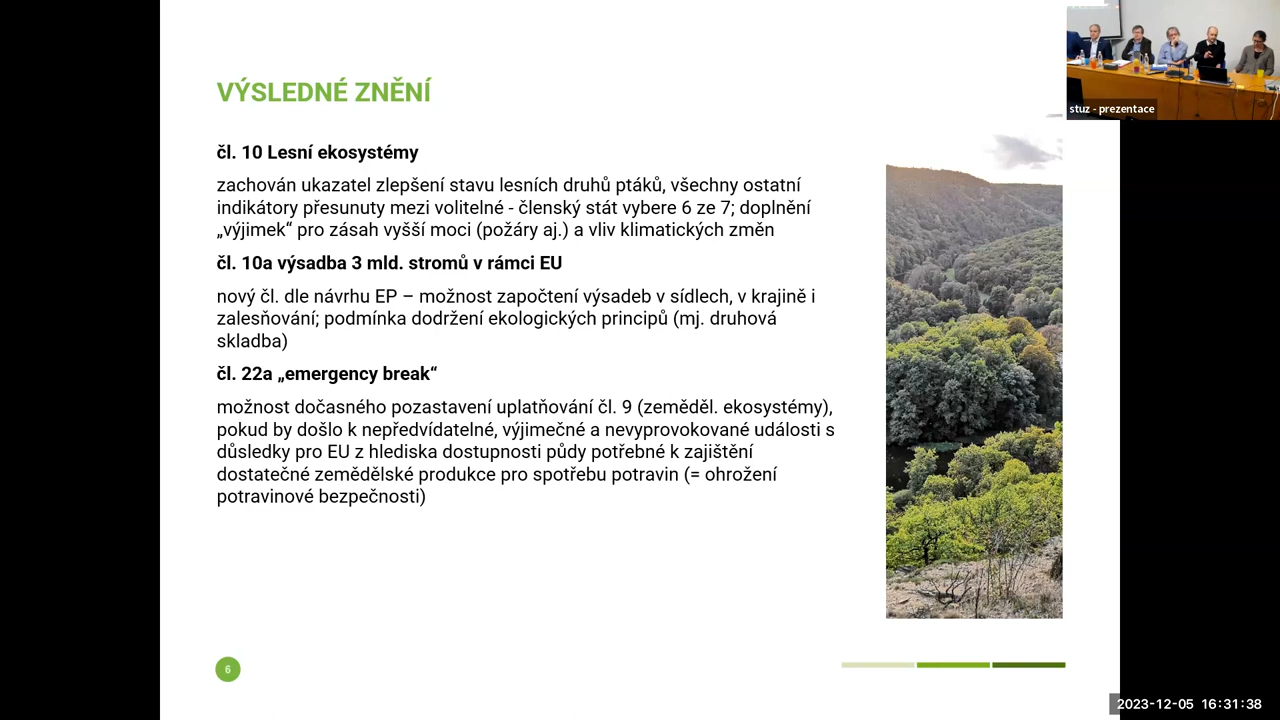 VÝSLEDNÉ ZNĚNÍ
čl. 10 Lesní ekosystémy
zachován ukazatel zlepšení stavu lesních druhů ptáků, všechny ostatní
indikátory přesunuty mezi volitelné - členský stát vybere 6 ze 7; doplnění
„výjimek“ pro zásah vyšší moci (požáry aj.) a vliv klimatických změn
čl. 10a výsadba 3 mld. stromů v rámci EU
nový čl. dle návrhu EP – možnost započtení výsadeb v sídlech, v krajině i
zalesňování; podmínka dodržení ekologických principů (mj. druhová
skladba)
čl. 22a „emergency break“
možnost dočasného pozastavení uplatňování čl. 9 (zeměděl. ekosystémy),
pokud by došlo k nepředvídatelné, výjimečné a nevyprovokované události s
důsledky pro EU z hlediska dostupnosti půdy potřebné k zajištění
dostatečné zemědělské produkce pro spotřebu potravin (= ohrožení
potravinové bezpečnosti)
6
stuz - prezentace
2023-12-05 16:31:38